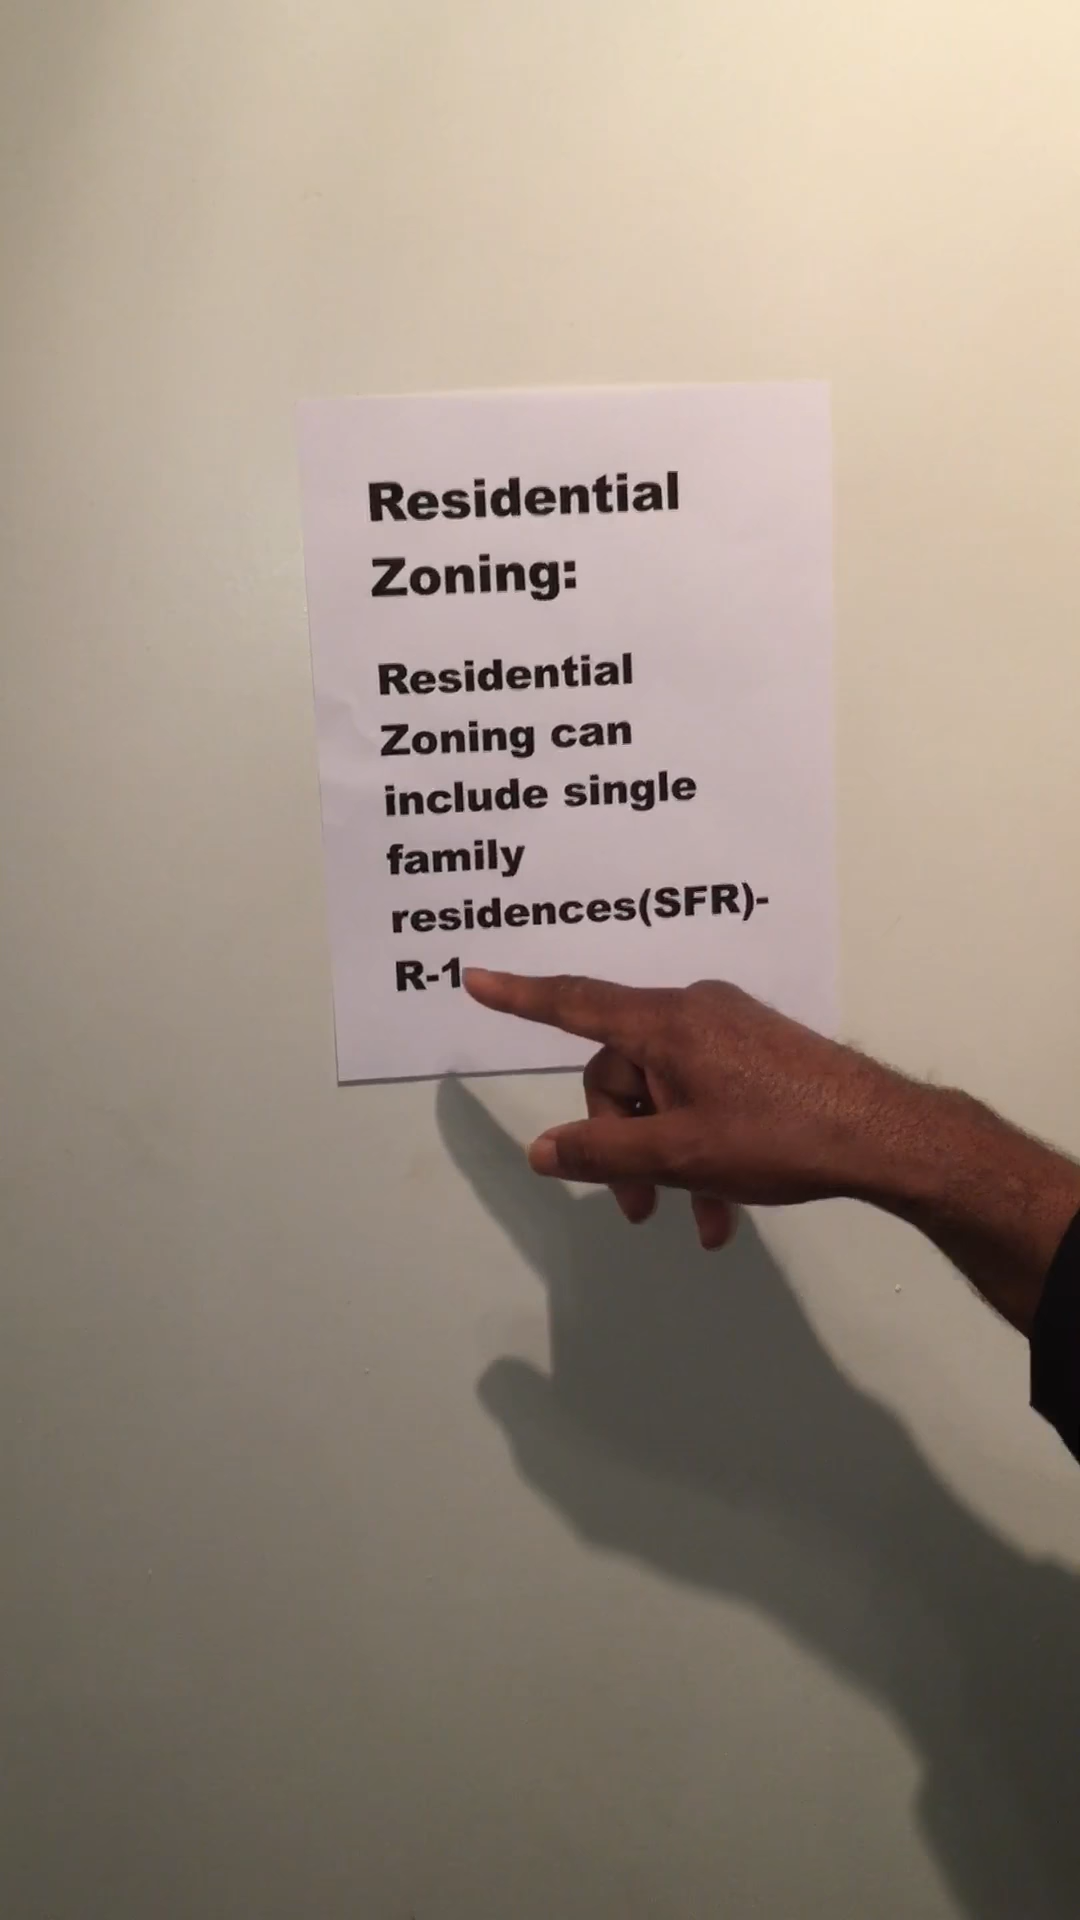 Residential
Zoning:
Residential
Zoning can
include single
family
residences(SFR)-
R-1